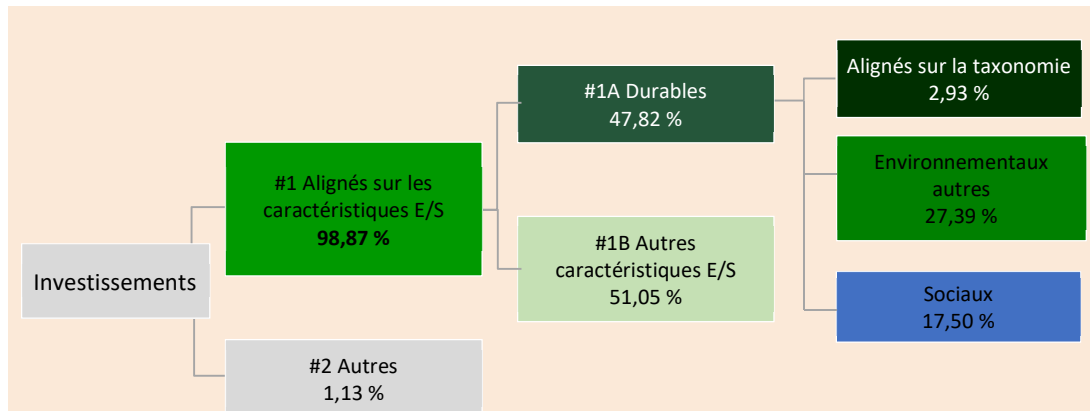 Investissements
#1 Alignés sur les
caractéristiques E/S
98,87 %
#2 Autres
1,13 %
#1A Durables
47,82 %
#1B Autres
caractéristiques E/S
51,05 %
Alignés sur la taxonomie
2,93 %
Environnementaux
autres
27,39 %
Sociaux
17,50 %